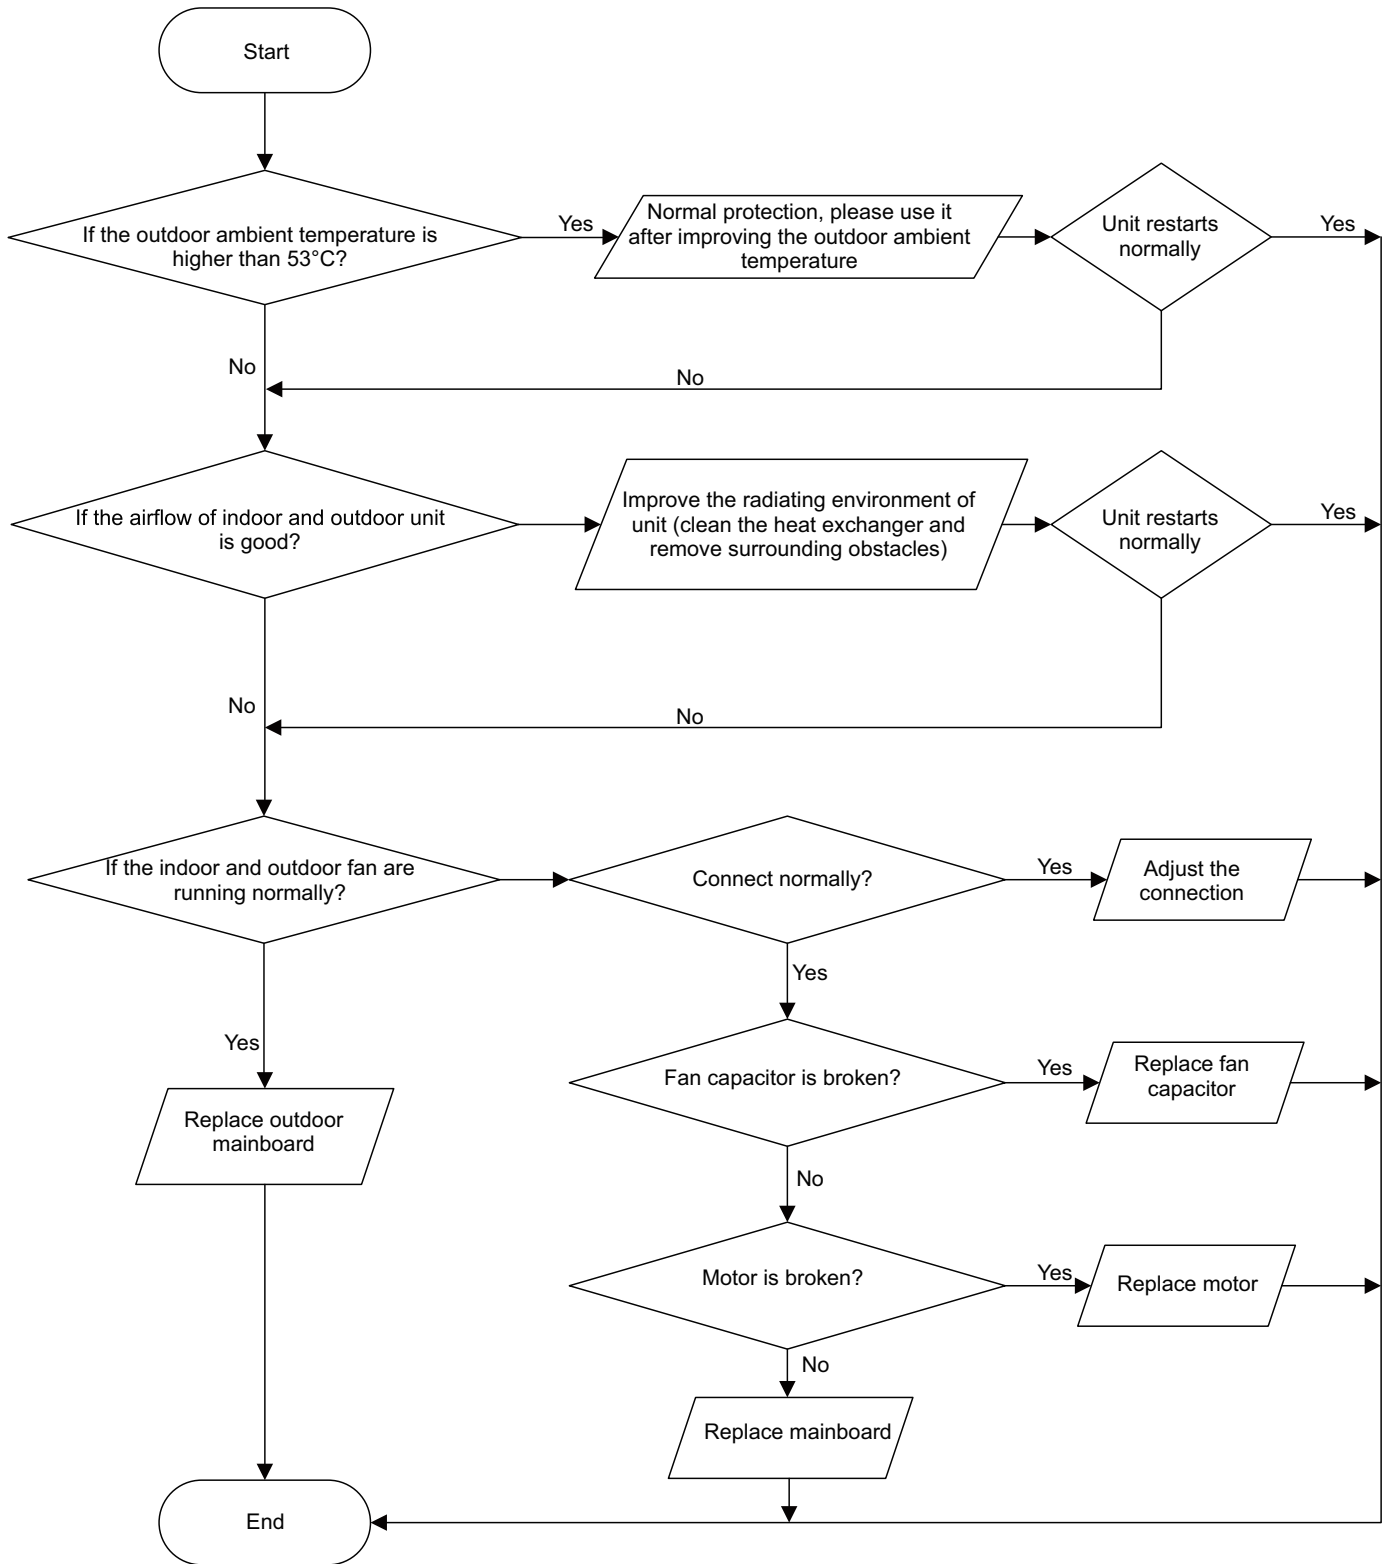 Start
If the outdoor ambient temperature is
higher than 53°C?
Yes
Normal protection, please use it
after improving the outdoor ambient
temperature
Unit restarts
normally
Yes
No
No
If the airflow of indoor and outdoor unit
is good?
Improve the radiating environment of
unit (clean the heat exchanger and
remove surrounding obstacles)
Unit restarts
normally
Yes
No
No
If the indoor and outdoor fan are
running normally?
Connect normally?
Yes
Adjust the
connection
Yes
Yes
Replace outdoor
mainboard
Fan capacitor is broken?
Yes
Replace fan
capacitor
No
Motor is broken?
Yes
Replace motor
No
Replace mainboard
End